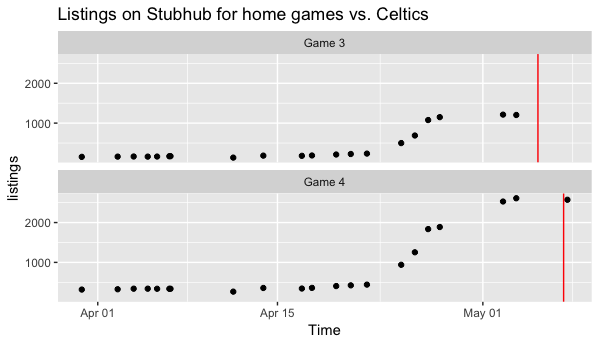 Listings on Stubhub for home games vs. Celtics
Game 3
2000
1000
listings
Game 4
2000
1000
Apr 01 Apr 15 May 01
Time